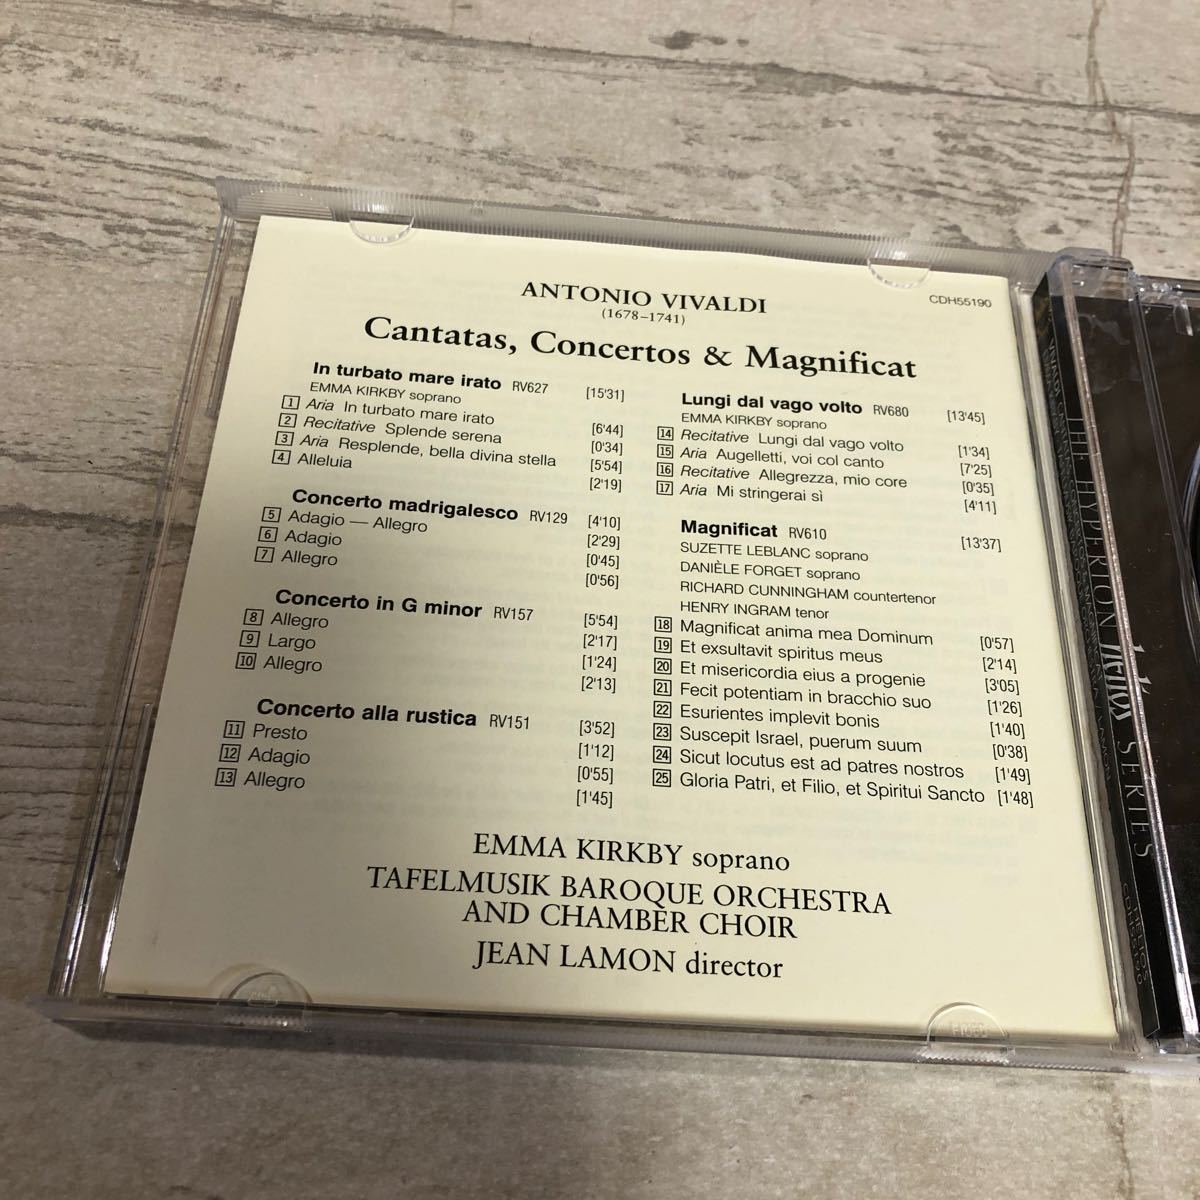 ANTONIO VIVALDI
(1678–1741)
CDH55190
Cantatas, Concertos & Magnificat
In turbato mare irato RV627 [15'31]
EMMA KIRKBY soprano
1 Aria In turbato mare irato [6'44]
2 Recitative Splende serena [0'34]
3 Aria Resplende, bella divina stella [5'54]
4 Alleluia [2'19]
Concerto madrigalesco RV129 [4'10]
5 Adagio — Allegro [2'29]
6 Adagio [0'45]
7 Allegro [0'56]
Concerto in G minor RV157 [5'54]
8 Allegro [2'17]
9 Largo [1'24]
10 Allegro [2'13]
Concerto alla rustica RV151 [3'52]
11 Presto [1'12]
12 Adagio [0'55]
13 Allegro [1'45]
Lungi dal vago volto RV680 [13'45]
EMMA KIRKBY soprano
14 Recitative Lungi dal vago volto [1'34]
15 Aria Augelletti, voi col canto [7'25]
16 Recitative Allegrezza, mio core [0'35]
17 Aria Mi stringerai sì [4'11]
Magnificat RV610 [13'37]
SUZETTE LEBLANC soprano
DANIÈLE FORGET soprano
RICHARD CUNNINGHAM countertenor
HENRY INGRAM tenor
18 Magnificat anima mea Dominum [0'57]
19 Et exsultavit spiritus meus [2'14]
20 Et misericordia eius a progenie [3'05]
21 Fecit potentiam in bracchio suo [1'26]
22 Esurientes implevit bonis [1'40]
23 Suscepit Israel, puerum suum [0'38]
24 Sicut locutus est ad patres nostros [1'49]
25 Gloria Patri, et Filio, et Spiritui Sancto [1'48]
EMMA KIRKBY soprano
TAFELMUSIK BAROQUE ORCHESTRA
AND CHAMBER CHOIR
JEAN LAMON director
THE HYPERION helios SERIES